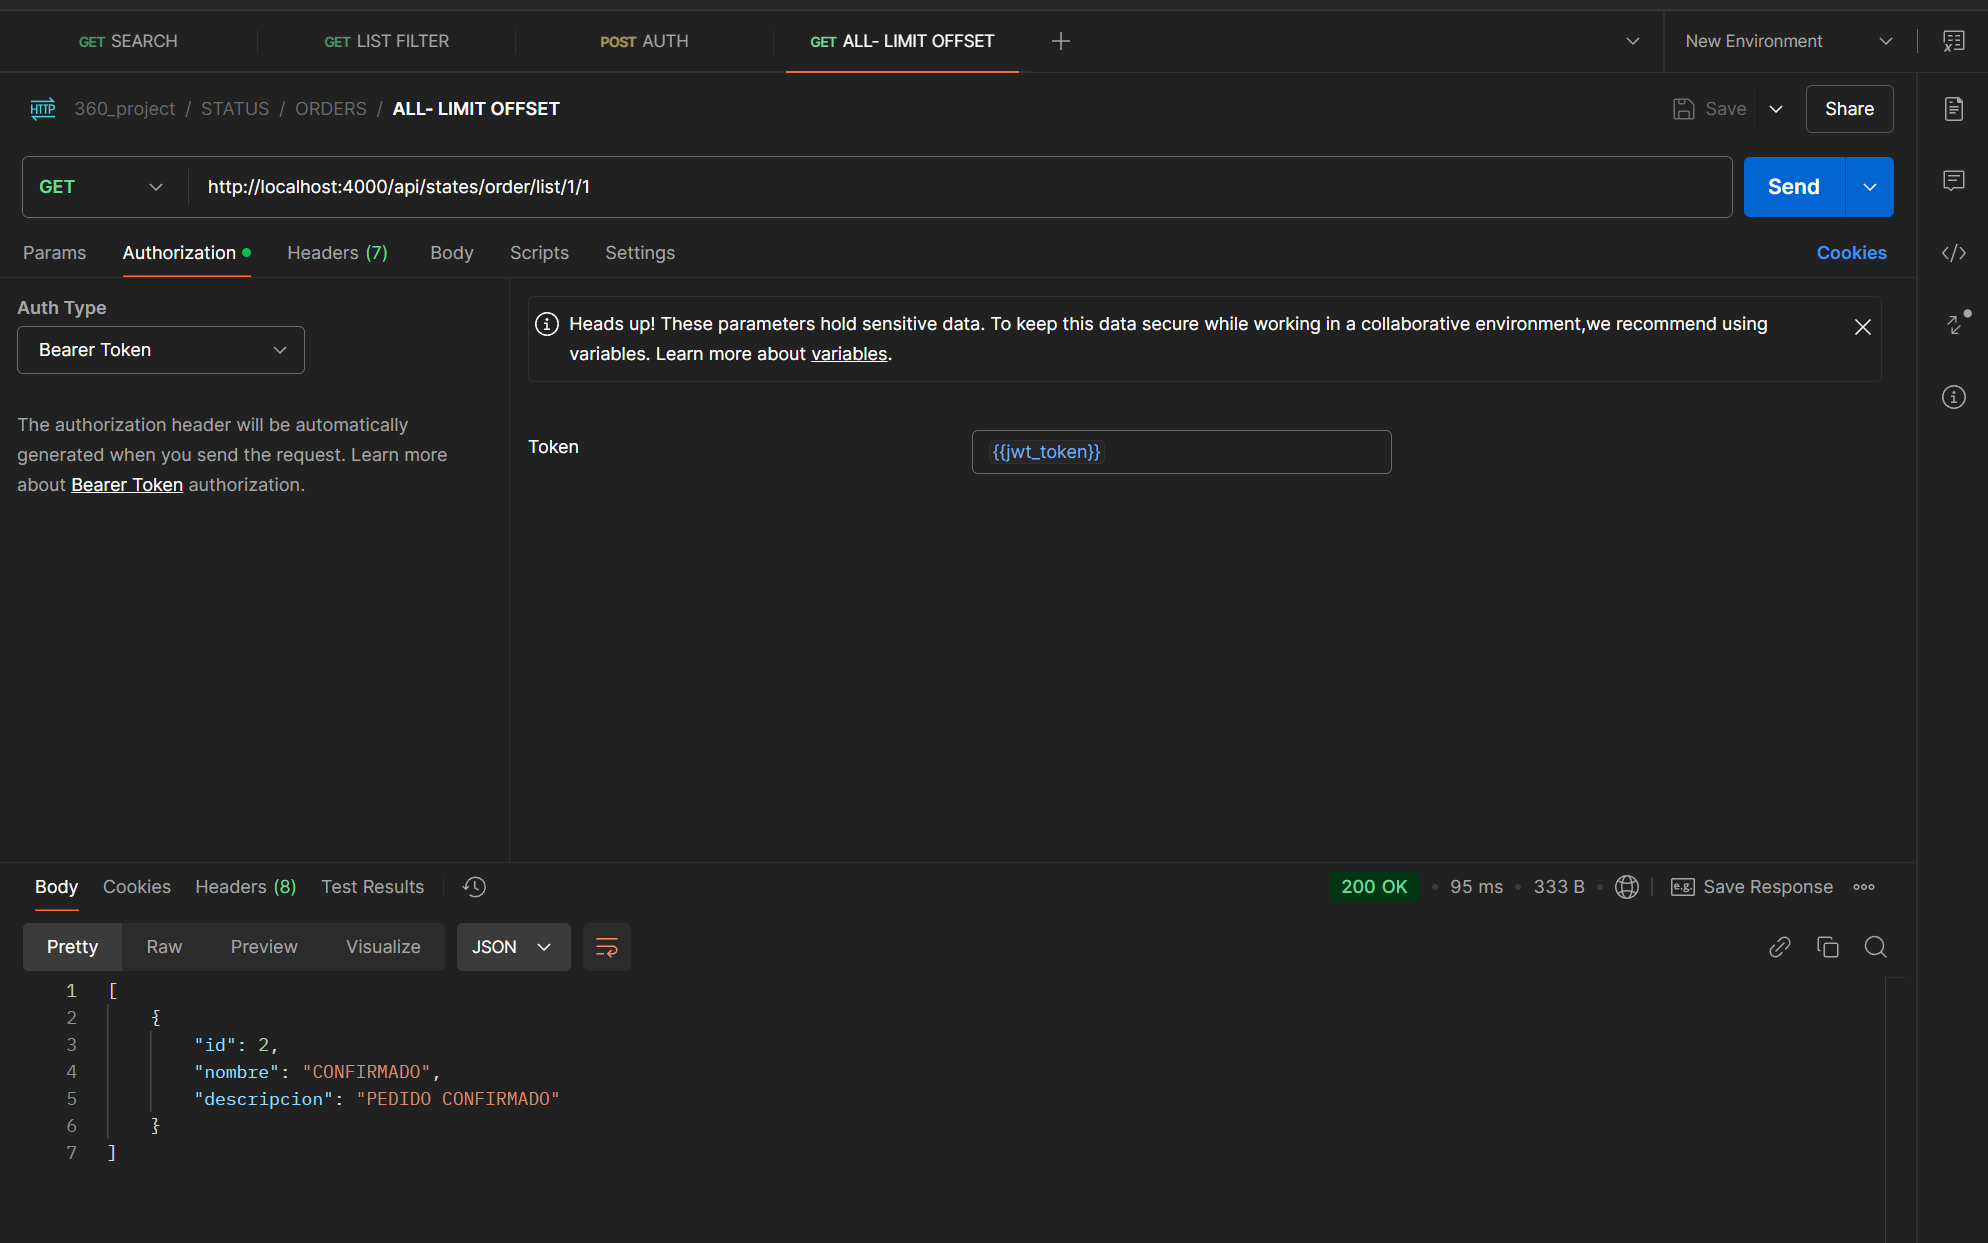 GET SEARCH
GET LIST FILTER
POST AUTH
GET ALL- LIMIT OFFSET
New Environment
HTTP 360_project / STATUS / ORDERS / ALL- LIMIT OFFSET
Save
Share
GET
http://localhost:4000/api/states/order/list/1/1
Send
Params
Authorization
Headers (7)
Body
Scripts
Settings
Cookies
Auth Type
Bearer Token
The authorization header will be automatically
generated when you send the request. Learn more
about Bearer Token authorization.
Heads up! These parameters hold sensitive data. To keep this data secure while working in a collaborative environment,we recommend using
variables. Learn more about variables.
Token
{{jwt_token}}
Body
Cookies
Headers (8)
Test Results
200 OK
95 ms
333 B
e.g. Save Response
Pretty
Raw
Preview
Visualize
JSON
1 [
2 {
3 "id": 2,
4 "nombre": "CONFIRMADO",
5 "descripcion": "PEDIDO CONFIRMADO"
6 }
7 ]